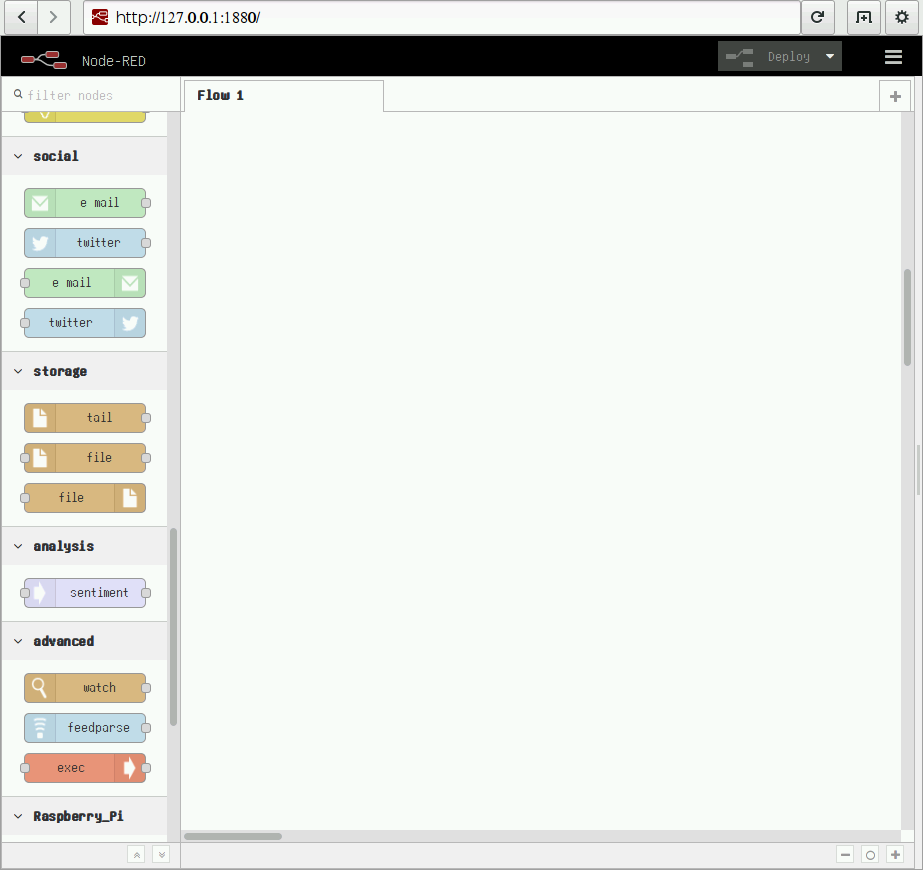 http://127.0.0.1:1880/
Node-RED
Deploy
filter nodes
Flow 1
social
e mail
twitter
e mail
twitter
storage
tail
file
file
analysis
sentiment
advanced
watch
feedparse
exec
Raspberry_Pi